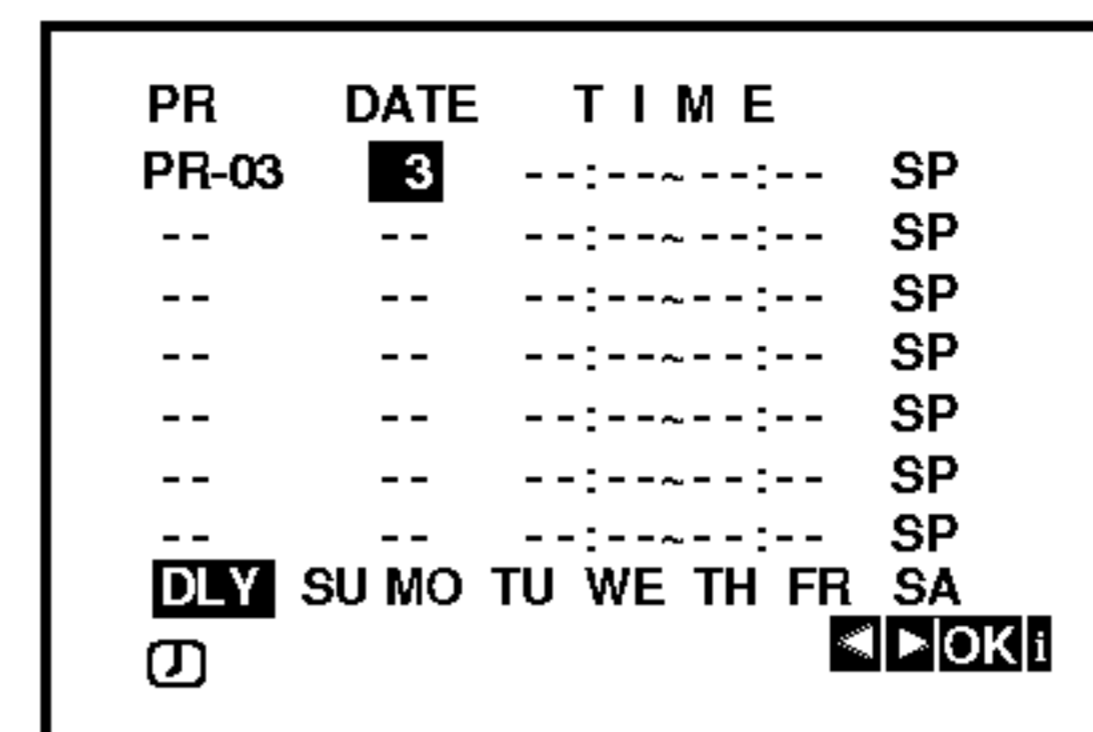 PR DATE T I M E
PR-03 3 --:--~--:-- SP
-- -- --:--~--:-- SP
-- -- --:--~--:-- SP
-- -- --:--~--:-- SP
-- -- --:--~--:-- SP
-- -- --:--~--:-- SP
-- -- --:--~--:-- SP
DLY SU MO TU WE TH FR SA
◄ ► OK i